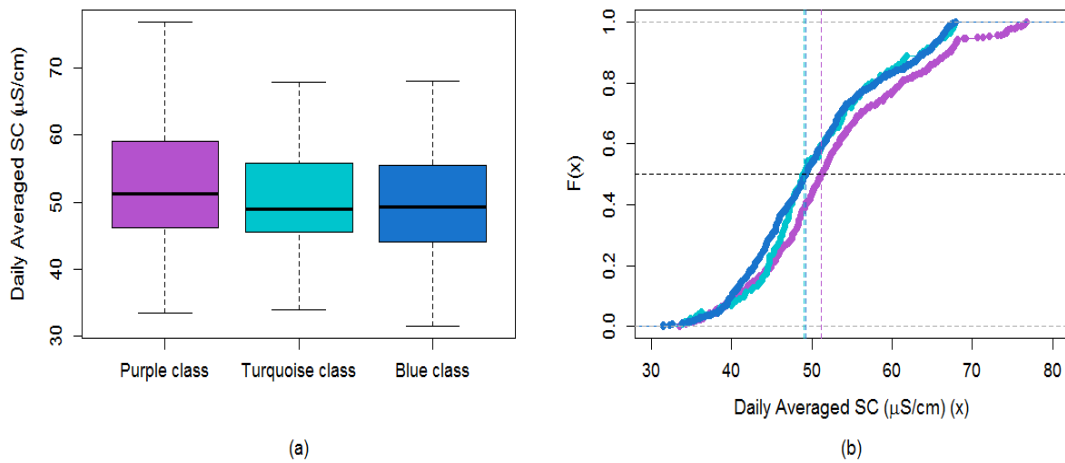 Daily Averaged SC (μS/cm)
70
60
50
40
30
Purple class
Turquoise class
Blue class
(a)
F(x)
1.0
0.8
0.6
0.4
0.2
0.0
30
40
50
60
70
80
Daily Averaged SC (μS/cm) (x)
(b)